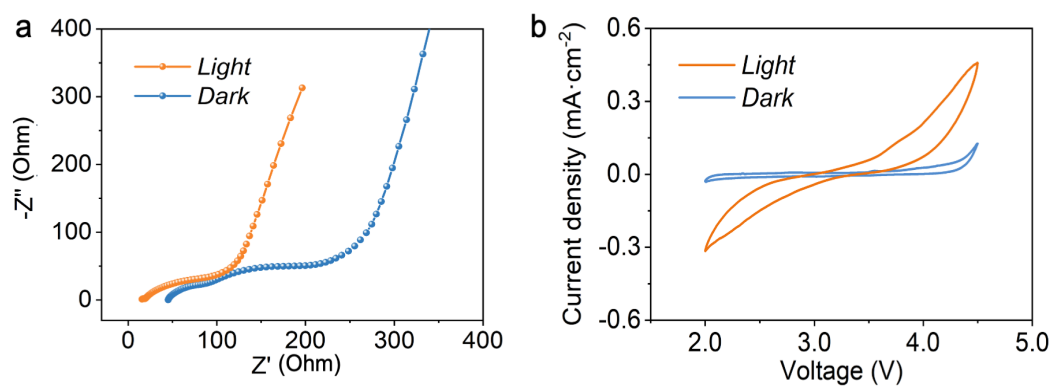 a
400
300
200
100
0
-Z'' (Ohm)
Light
Dark
0 100 200 300 400
Z' (Ohm)
b
0.6
0.3
0.0
-0.3
-0.6
Current density (mA·cm⁻²)
Light
Dark
2.0 3.0 4.0 5.0
Voltage (V)